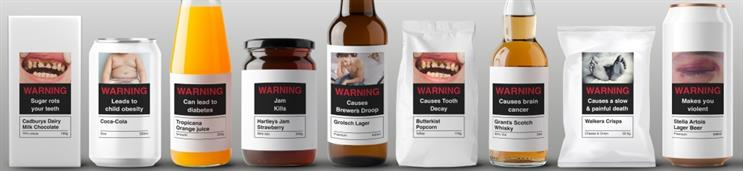 WARNING
Sugar rots
your teeth
Cadburys Dairy
Milk Chocolate
WARNING
Leads to
child obesity
Coca-Cola
WARNING
Can lead to
diabetes
Tropicana
Orange juice
WARNING
Jam
Kills
Hartleys Jam
Strawberry
WARNING
Causes
Brewers Droop
Grolsch Lager
WARNING
Causes Tooth
Decay
Butterkist
Popcorn
WARNING
Causes brain
cancer
Grant's Scotch
Whisky
WARNING
Causes a slow
& painful death
Walkers Crisps
WARNING
Makes you
violent
Stella Artois
Lager Beer